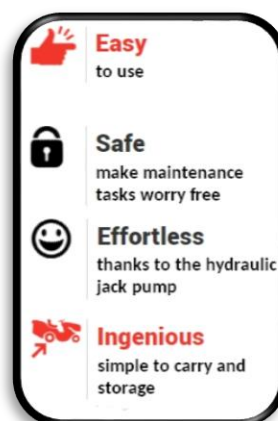 Easy
to use
Safe
make maintenance
tasks worry free
Effortless
thanks to the hydraulic
jack pump
Ingenious
simple to carry and
storage